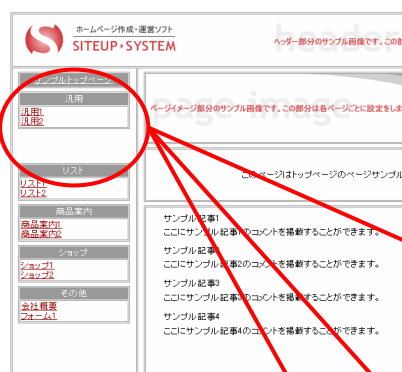 ホームページ作成・運営ソフト
SITEUP▸SYSTEM
header
ヘッダー部分のサンプル画像です。この部
サンプルトップページ
汎用
汎用1
汎用2
page-image
ページイメージ部分のサンプル画像です。この部分は各ページごとに設定をしま
リスト
リスト1
リスト2
このページはトップページのページサンプル
商品案内
商品案内1
商品案内2
ショップ
ショップ1
ショップ2
その他
会社概要
フォーム1
サンプル記事1
ここにサンプル記事1のコメントを掲載することができます。
サンプル記事2
ここにサンプル記事2のコメントを掲載することができます。
サンプル記事3
ここにサンプル記事3のコメントを掲載することができます。
サンプル記事4
ここにサンプル記事4のコメントを掲載することができます。